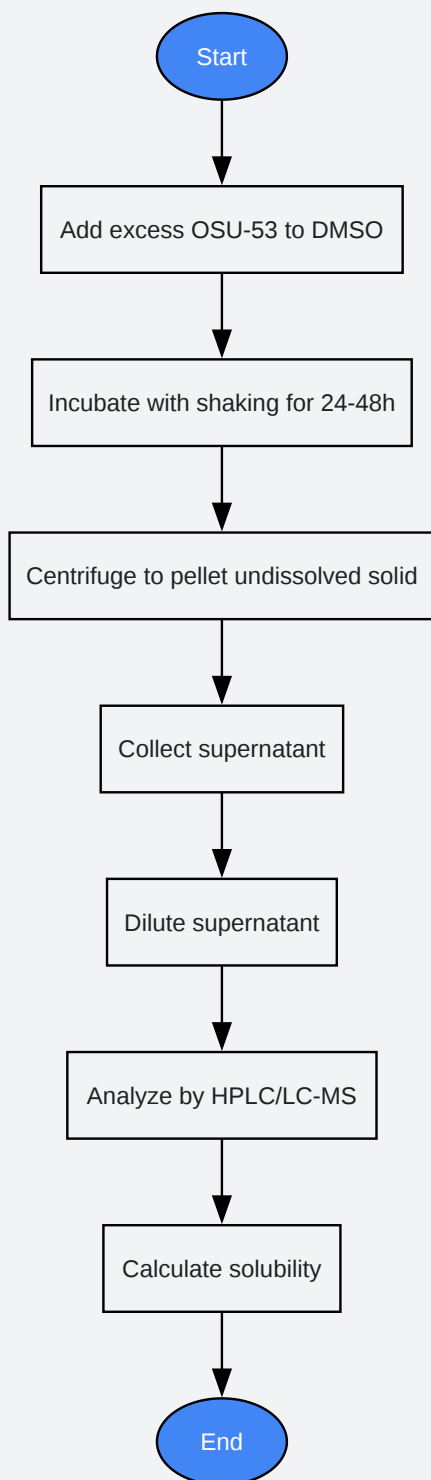 Start
Add excess OSU-53 to DMSO
Incubate with shaking for 24-48h
Centrifuge to pellet undissolved solid
Collect supernatant
Dilute supernatant
Analyze by HPLC/LC-MS
Calculate solubility
End